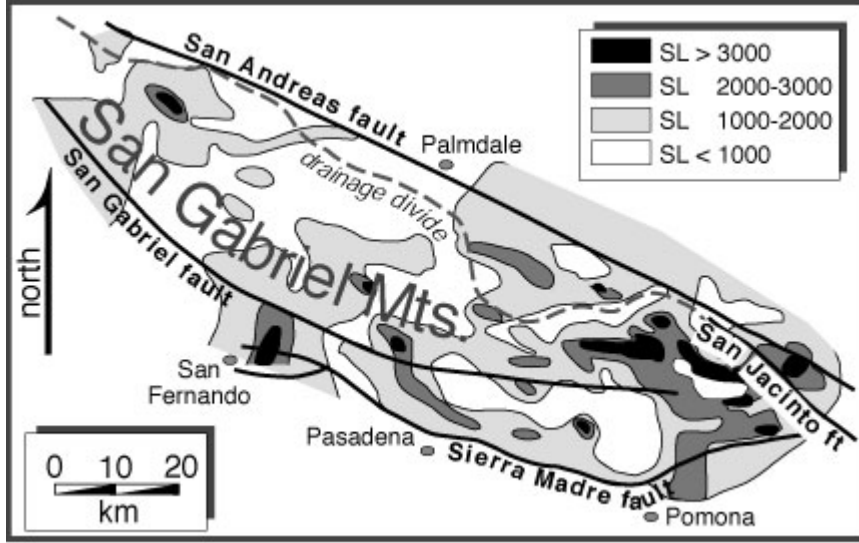 San Andreas fault
SL > 3000
SL 2000-3000
SL 1000-2000
SL < 1000
Palmdale
drainage divide
San Gabriel Mts.
San Gabriel fault
north
San
Fernando
San Jacinto ft
Pasadena
Sierra Madre fault
Pomona
0 10 20
km